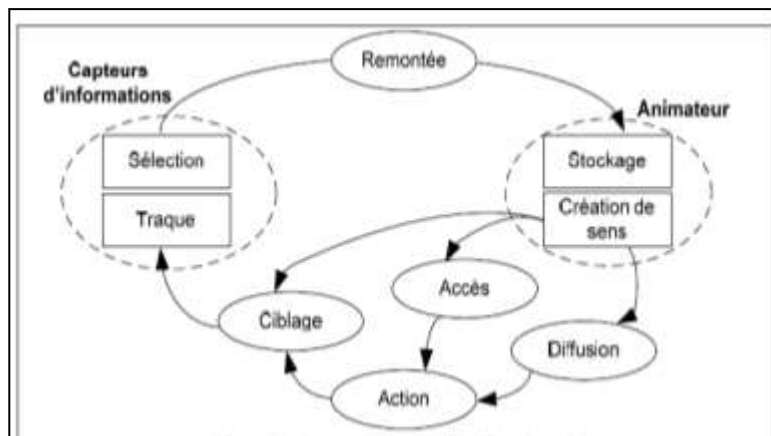 Remontée
Capteurs
d'informations
Animateur
Sélection
Stockage
Traque
Création de
sens
Accès
Ciblage
Diffusion
Action